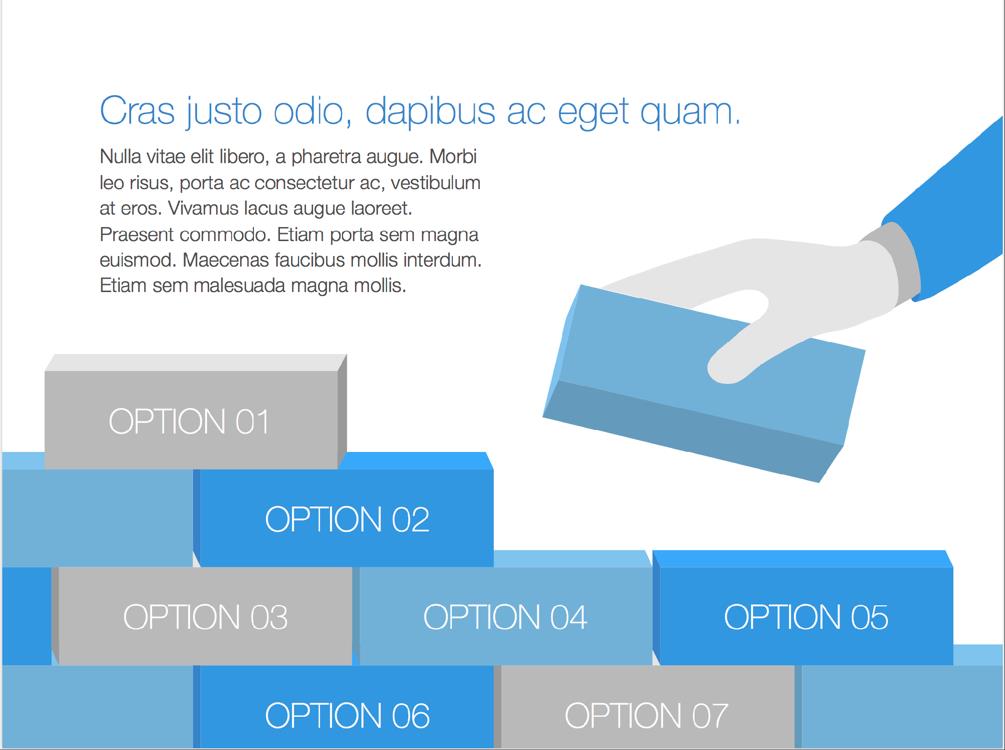 Cras justo odio, dapibus ac eget quam.
Nulla vitae elit libero, a pharetra augue. Morbi
leo risus, porta ac consectetur ac, vestibulum
at eros. Vivamus lacus augue laoreet.
Praesent commodo. Etiam porta sem magna
euismod. Maecenas faucibus mollis interdum.
Etiam sem malesuada magna mollis.
OPTION 01
OPTION 02
OPTION 03
OPTION 04
OPTION 05
OPTION 06
OPTION 07